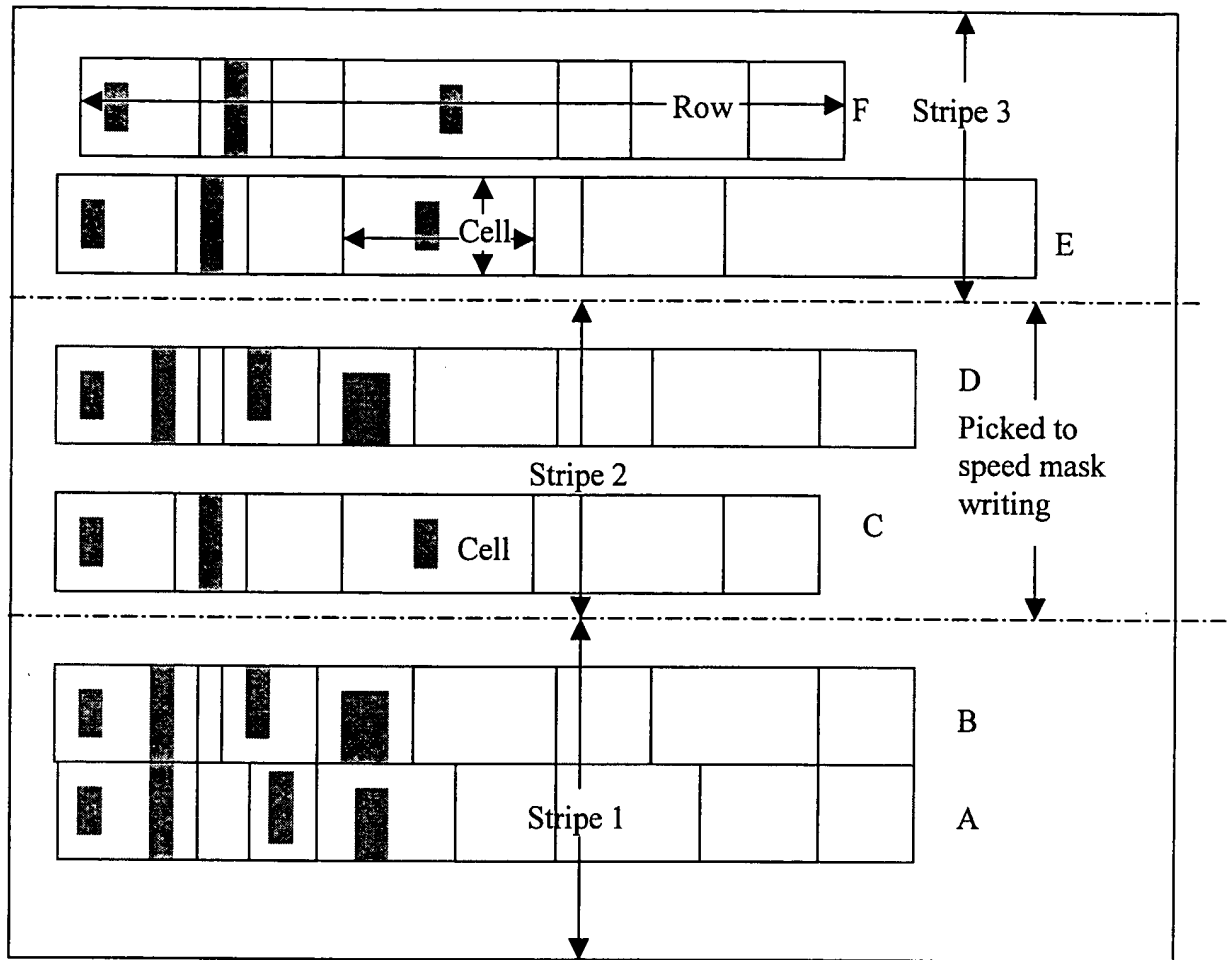 Row
F
Stripe 3
Cell
E
D
Picked to
speed mask
writing
Stripe 2
C
Cell
B
Stripe 1
A